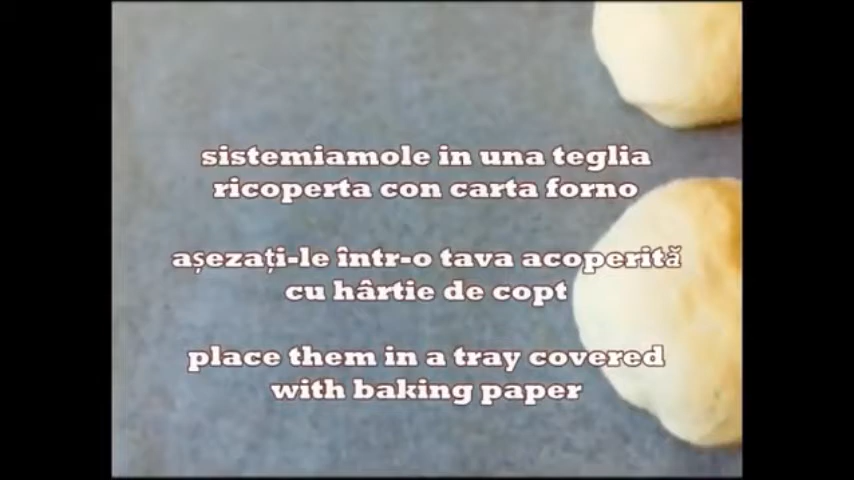 sistemiamole in una teglia
ricoperta con carta forno
așezați-le într-o tava acoperită
cu hârtie de copt
place them in a tray covered
with baking paper